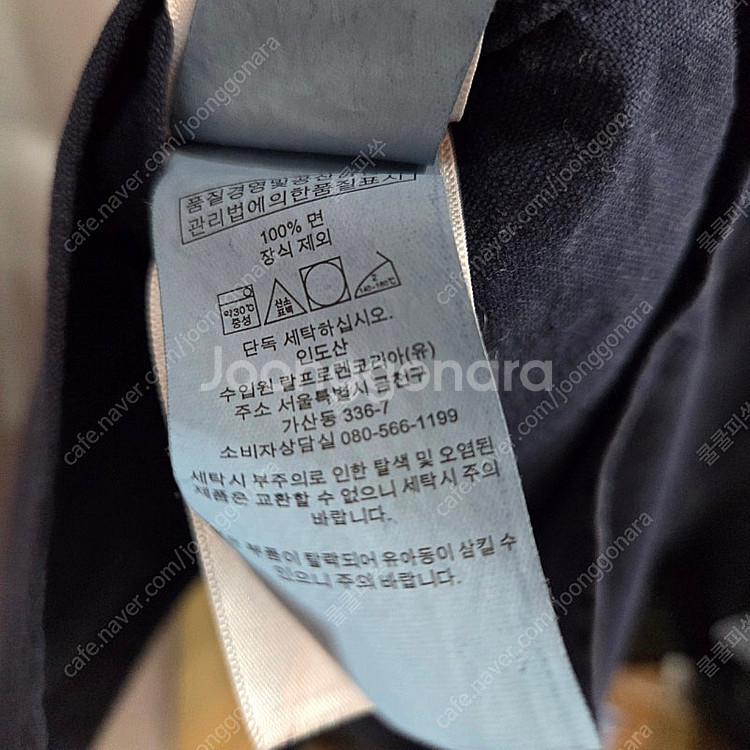 품질경영및공산품
관리법에의한품질표시
100% 면
장식 제외
약30℃
중성
산소
표백
2
140-160℃
단독 세탁하십시오.
인도산
수입원 랄프로렌코리아(유)
주소 서울특별시 금천구
가산동 336-7
소비자상담실 080-566-1199
세탁시 부주의로 인한 탈색 및 오염된
제품은 교환할 수 없으니 세탁시 주의
바랍니다.
부품이 탈락되어 유아동이 삼킬 수
있으니 주의 바랍니다.
Joonggonara
cafe.naver.com/joonggonara
쿨쿨피쑤